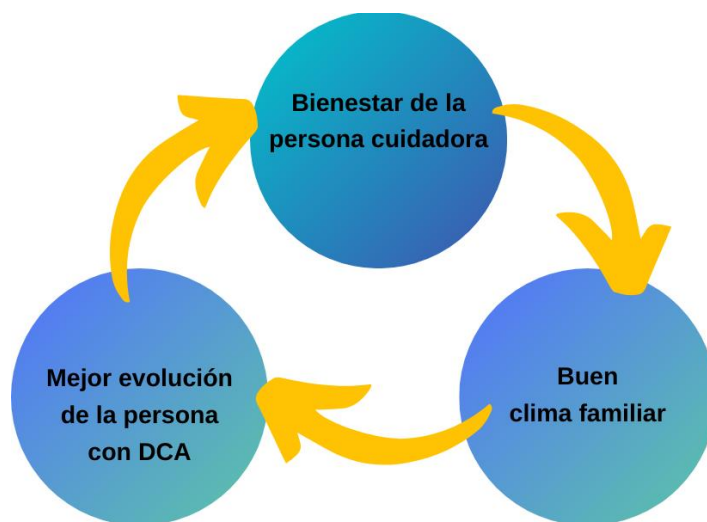 Bienestar de la
persona cuidadora
Buen
clima familiar
Mejor evolución
de la persona
con DCA